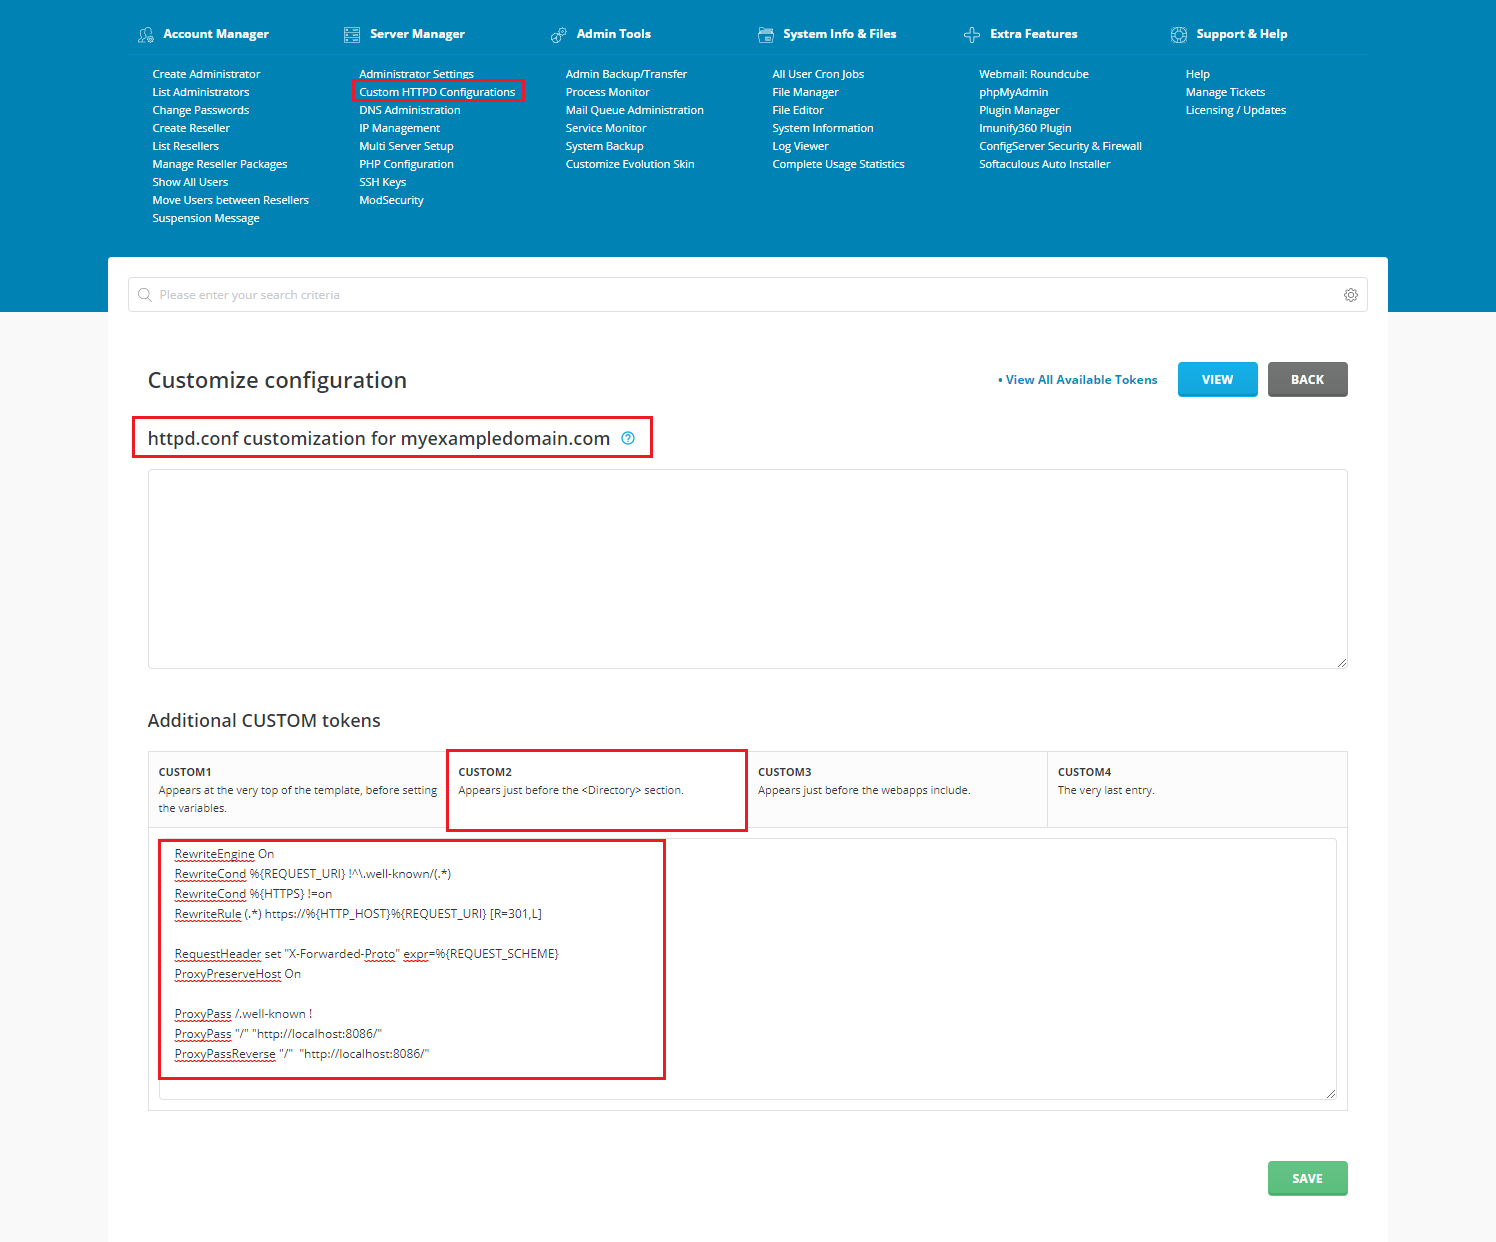 Account Manager
Create Administrator
List Administrators
Change Passwords
Create Reseller
List Resellers
Manage Reseller Packages
Show All Users
Move Users between Resellers
Suspension Message
Server Manager
Administrator Settings
Custom HTTPD Configurations
DNS Administration
IP Management
Multi Server Setup
PHP Configuration
SSH Keys
ModSecurity
Admin Tools
Admin Backup/Transfer
Process Monitor
Mail Queue Administration
Service Monitor
System Backup
Customize Evolution Skin
System Info & Files
All User Cron Jobs
File Manager
File Editor
System Information
Log Viewer
Complete Usage Statistics
Extra Features
Webmail: Roundcube
phpMyAdmin
Plugin Manager
Imunify360 Plugin
ConfigServer Security & Firewall
Softaculous Auto Installer
Support & Help
Help
Manage Tickets
Licensing / Updates
Please enter your search criteria
Customize configuration
• View All Available Tokens
VIEW
BACK
httpd.conf customization for myexampledomain.com
Additional CUSTOM tokens
CUSTOM1
Appears at the very top of the template, before setting
the variables.
CUSTOM2
Appears just before the <Directory> section.
CUSTOM3
Appears just before the webapps include.
CUSTOM4
The very last entry.
RewriteEngine On
RewriteCond %{REQUEST_URI} !^\.well-known/(.*)
RewriteCond %{HTTPS} !=on
RewriteRule (.*) https://%{HTTP_HOST}%{REQUEST_URI} [R=301,L]
RequestHeader set "X-Forwarded-Proto" expr=%{REQUEST_SCHEME}
ProxyPreserveHost On
ProxyPass /.well-known !
ProxyPass "/" "http://localhost:8086/"
ProxyPassReverse "/"  "http://localhost:8086/"
SAVE